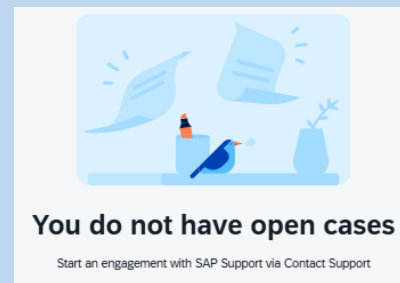 You do not have open cases
Start an engagement with SAP Support via Contact Support